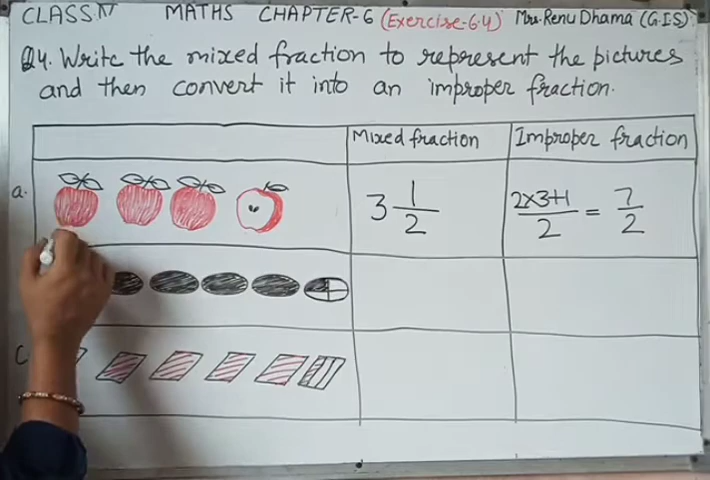 CLASS IV MATHS CHAPTER-6 (Exercise-6.4) Mrs. Renu Dhama (G.I.S)
Q4. Write the mixed fraction to represent the pictures
and then convert it into an improper fraction.
Mixed fraction Improper fraction
a. 3 1/2 2×3+1/2 = 7/2
C